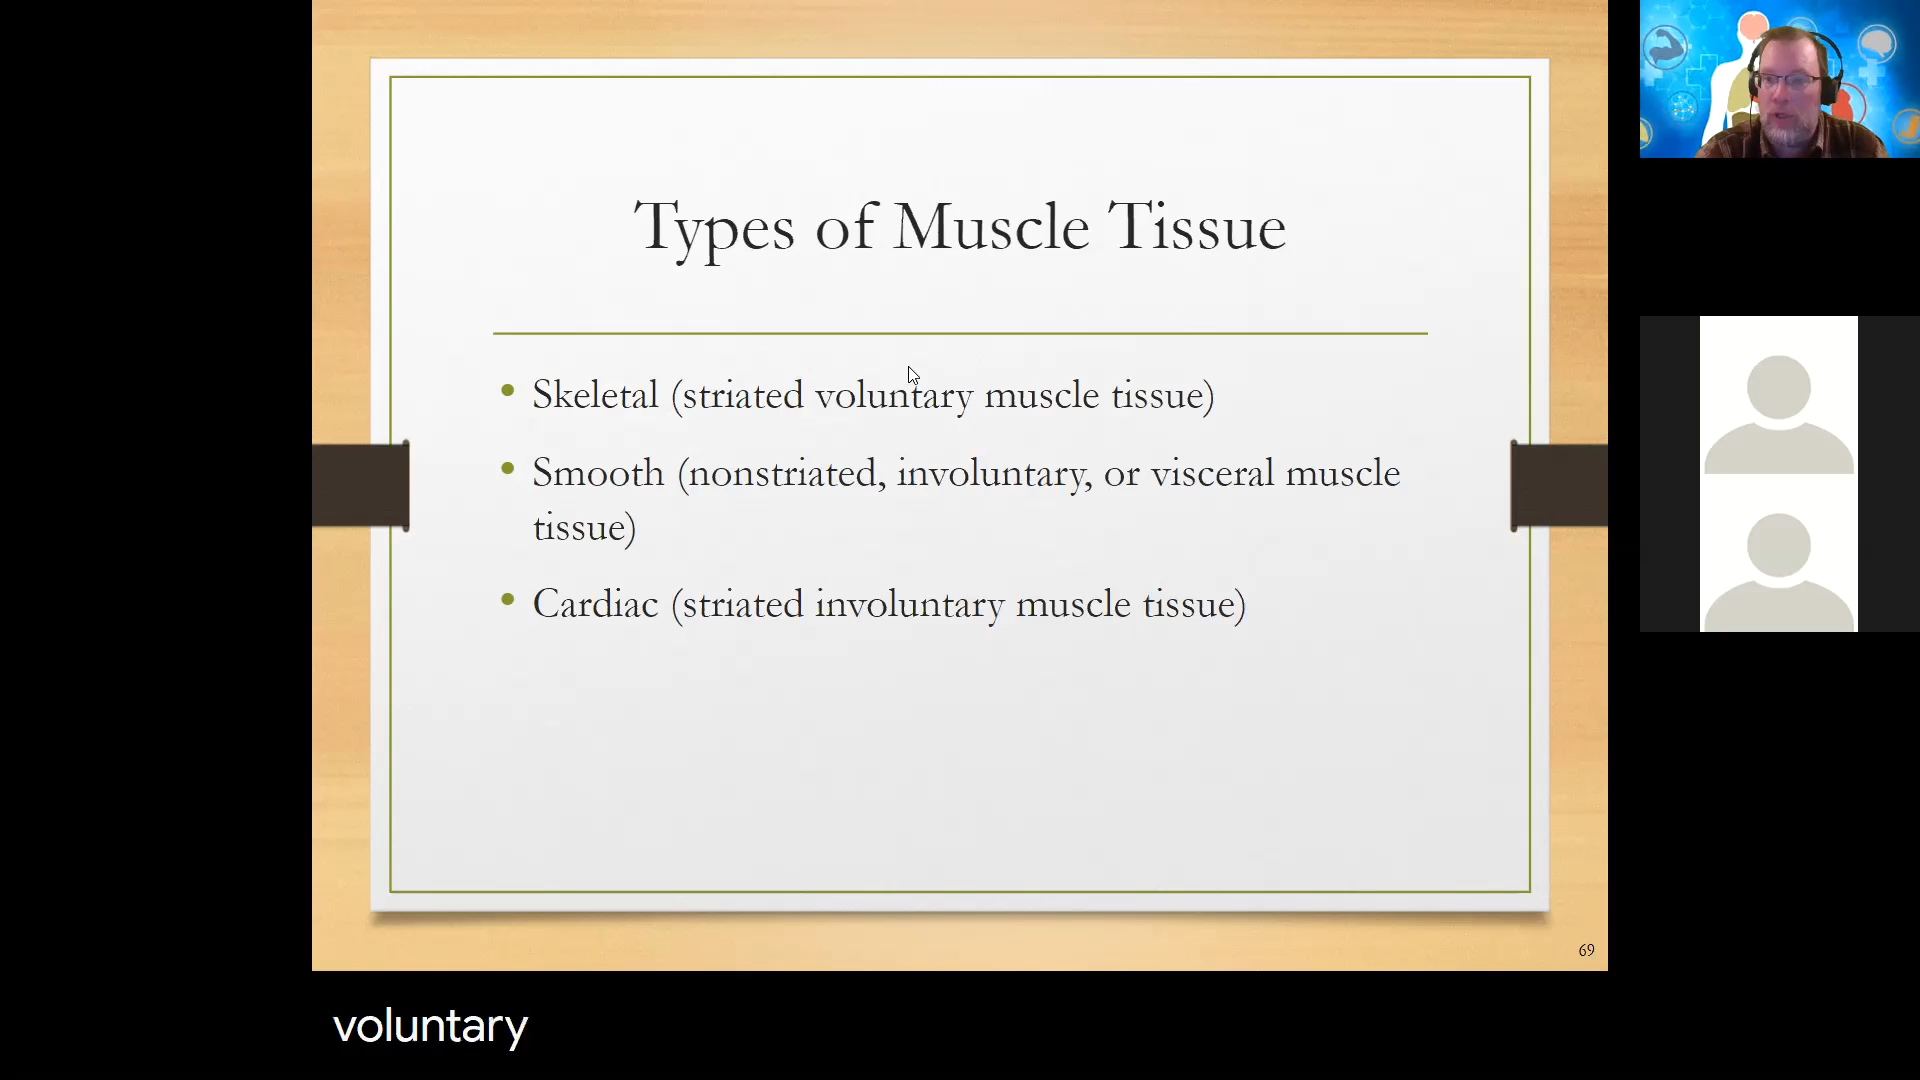 Types of Muscle Tissue
• Skeletal (striated voluntary muscle tissue)
• Smooth (nonstriated, involuntary, or visceral muscle
tissue)
• Cardiac (striated involuntary muscle tissue)
69
voluntary